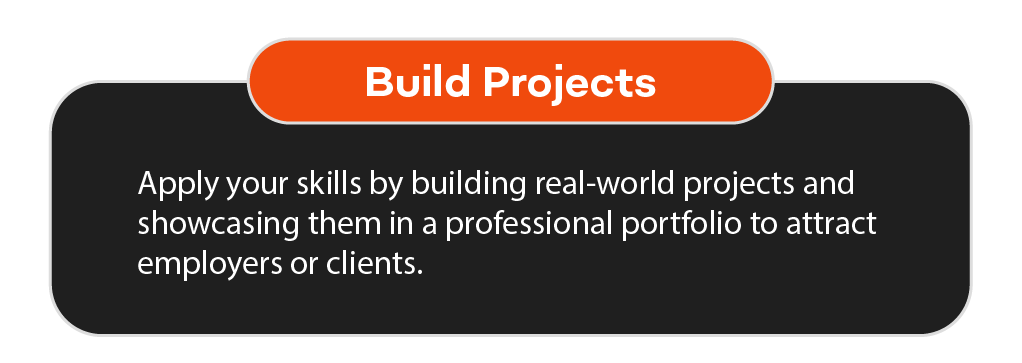 Build Projects
Apply your skills by building real-world projects and
showcasing them in a professional portfolio to attract
employers or clients.